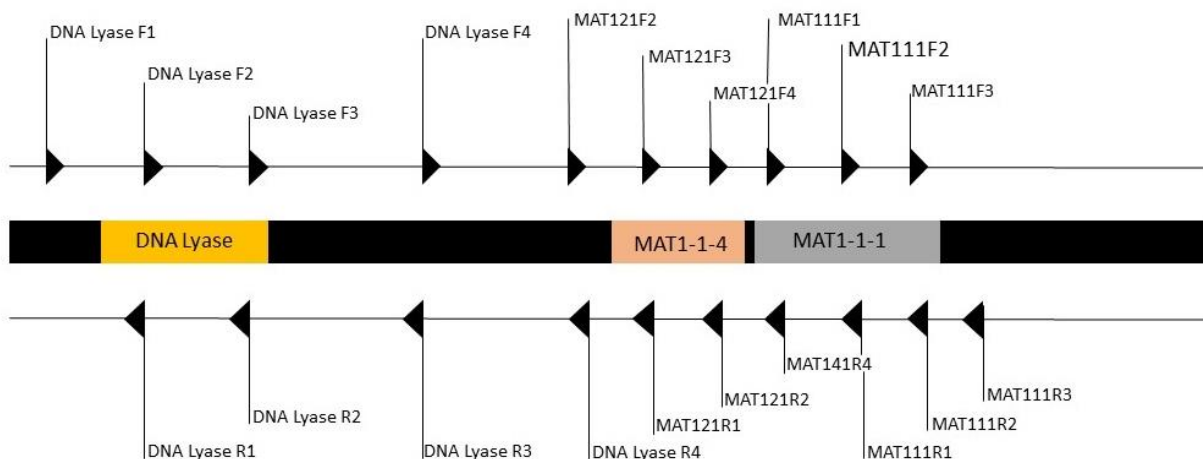 DNA Lyase F1
DNA Lyase F2
DNA Lyase F3
DNA Lyase F4
MAT121F2
MAT121F3
MAT121F4
MAT111F1
MAT111F2
MAT111F3
DNA Lyase
MAT1-1-4
MAT1-1-1
DNA Lyase R1
DNA Lyase R2
DNA Lyase R3
DNA Lyase R4
MAT121R1
MAT121R2
MAT141R4
MAT111R1
MAT111R2
MAT111R3